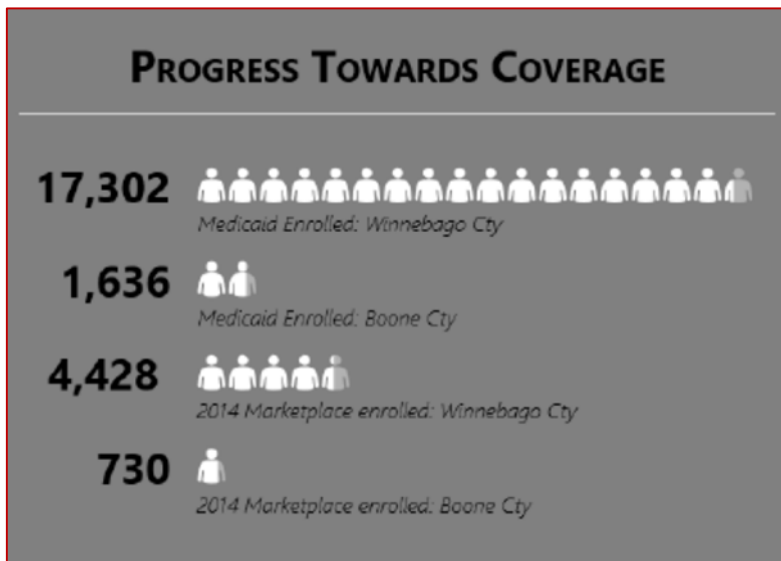 PROGRESS TOWARDS COVERAGE
17,302
Medicaid Enrolled: Winnebago Cty
1,636
Medicaid Enrolled: Boone Cty
4,428
2014 Marketplace enrolled: Winnebago Cty
730
2014 Marketplace enrolled: Boone Cty